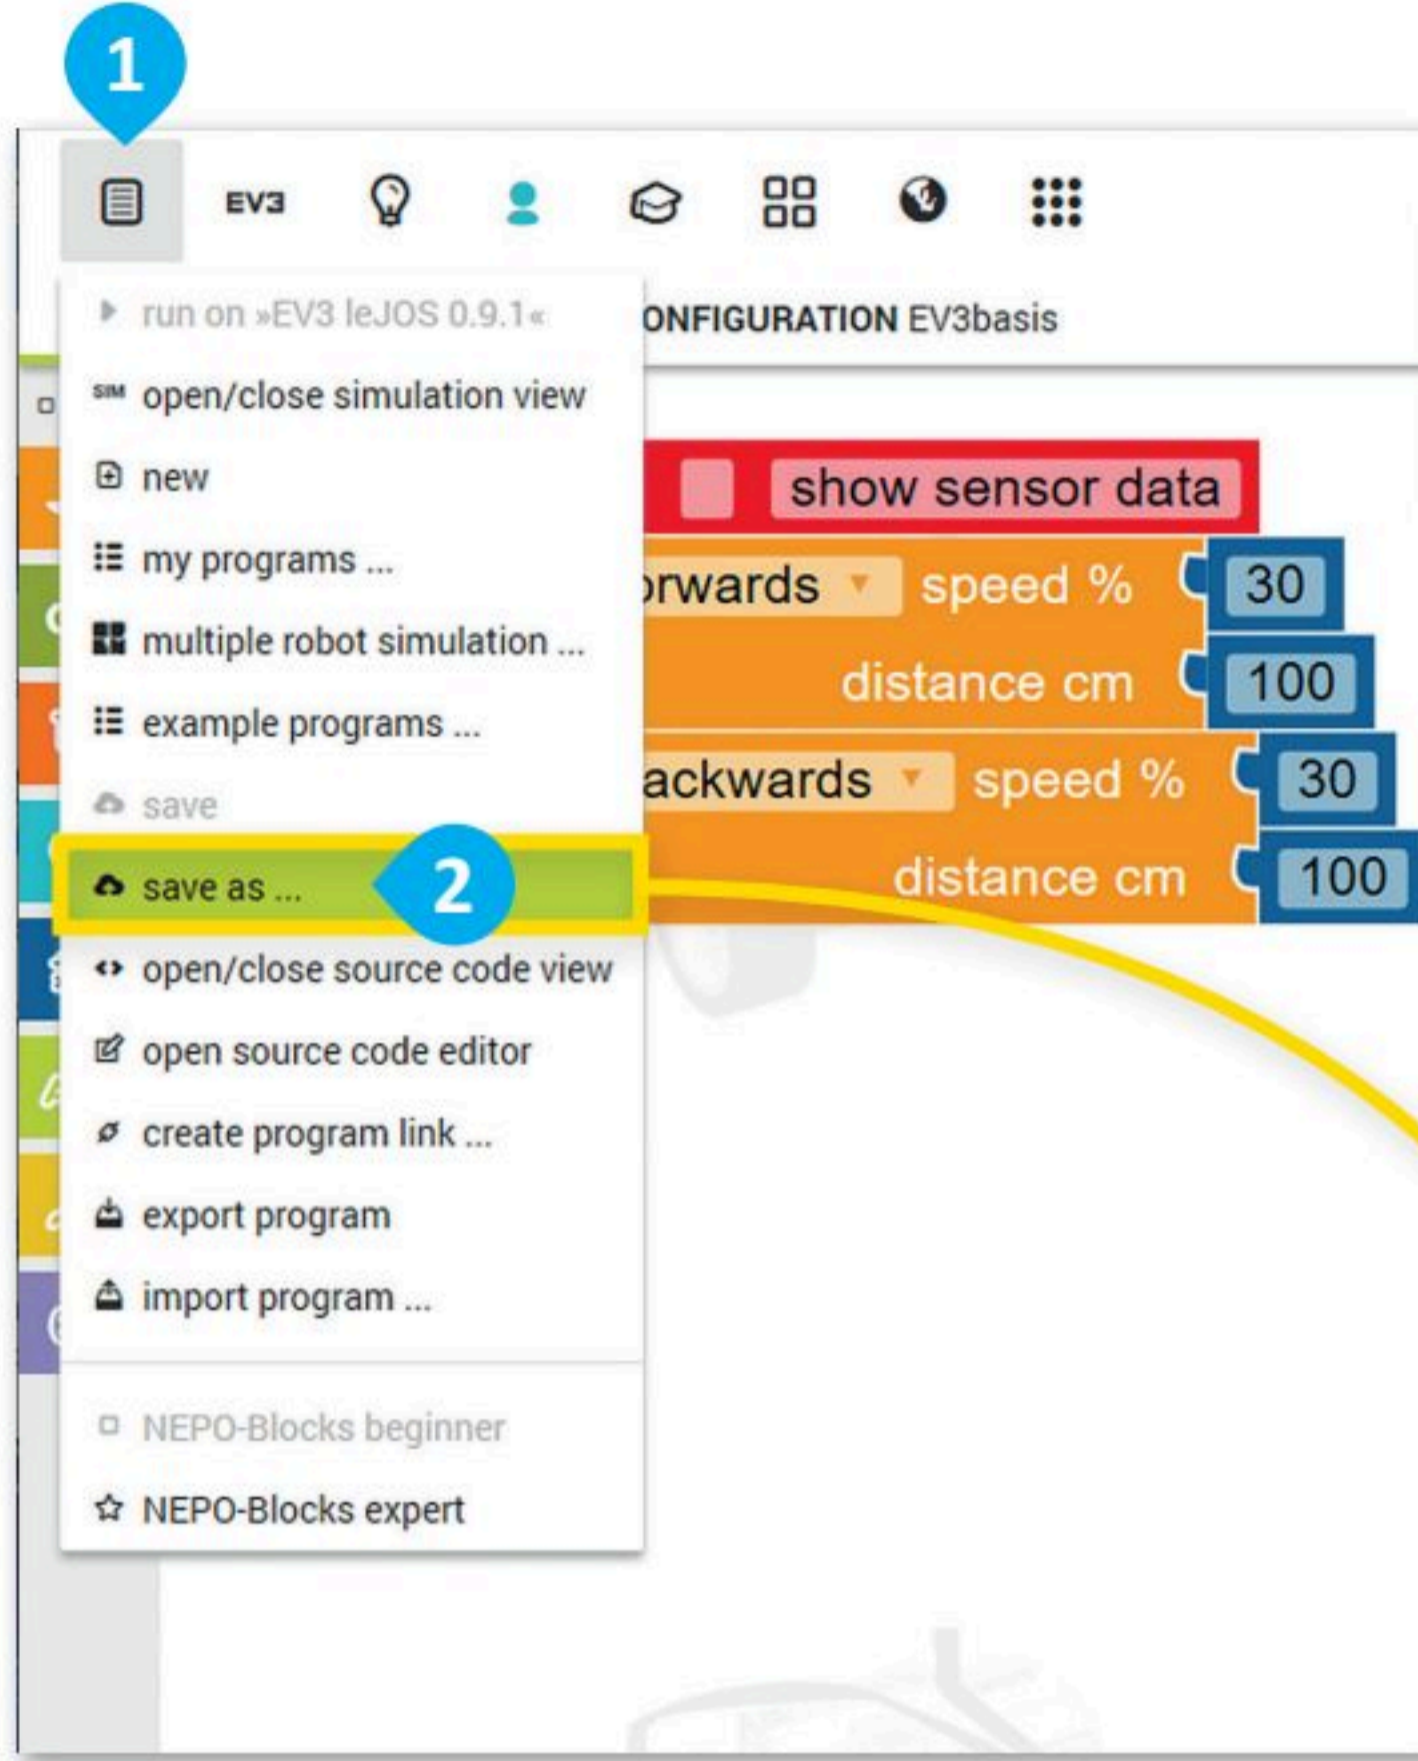 1
EV3
run on »EV3 leJOS 0.9.1«
ONFIGURATION EV3basis
SIM open/close simulation view
new
show sensor data
my programs ...
orwards speed % 30
multiple robot simulation ...
distance cm 100
example programs ...
ackwards speed % 30
save
save as ... 2
distance cm 100
open/close source code view
open source code editor
create program link ...
export program
import program ...
NEPO-Blocks beginner
NEPO-Blocks expert